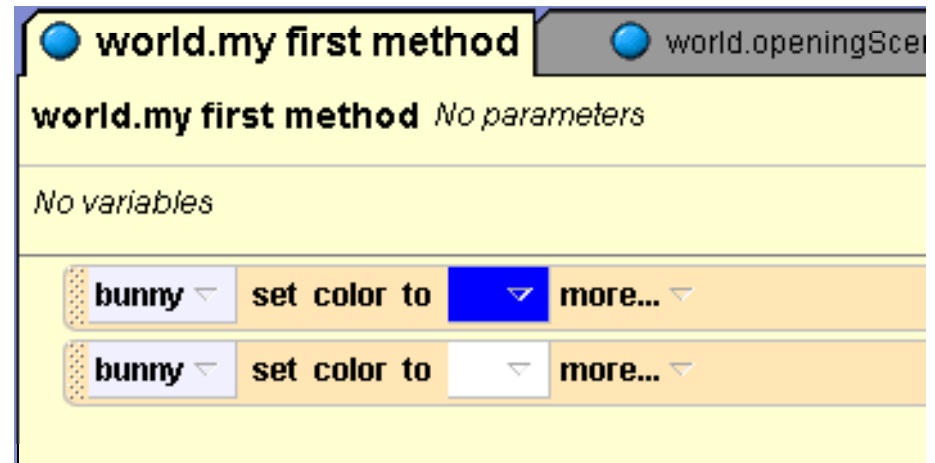 world.my first method world.openingScen
world.my first method No parameters
No variables
bunny set color to more...
bunny set color to more...